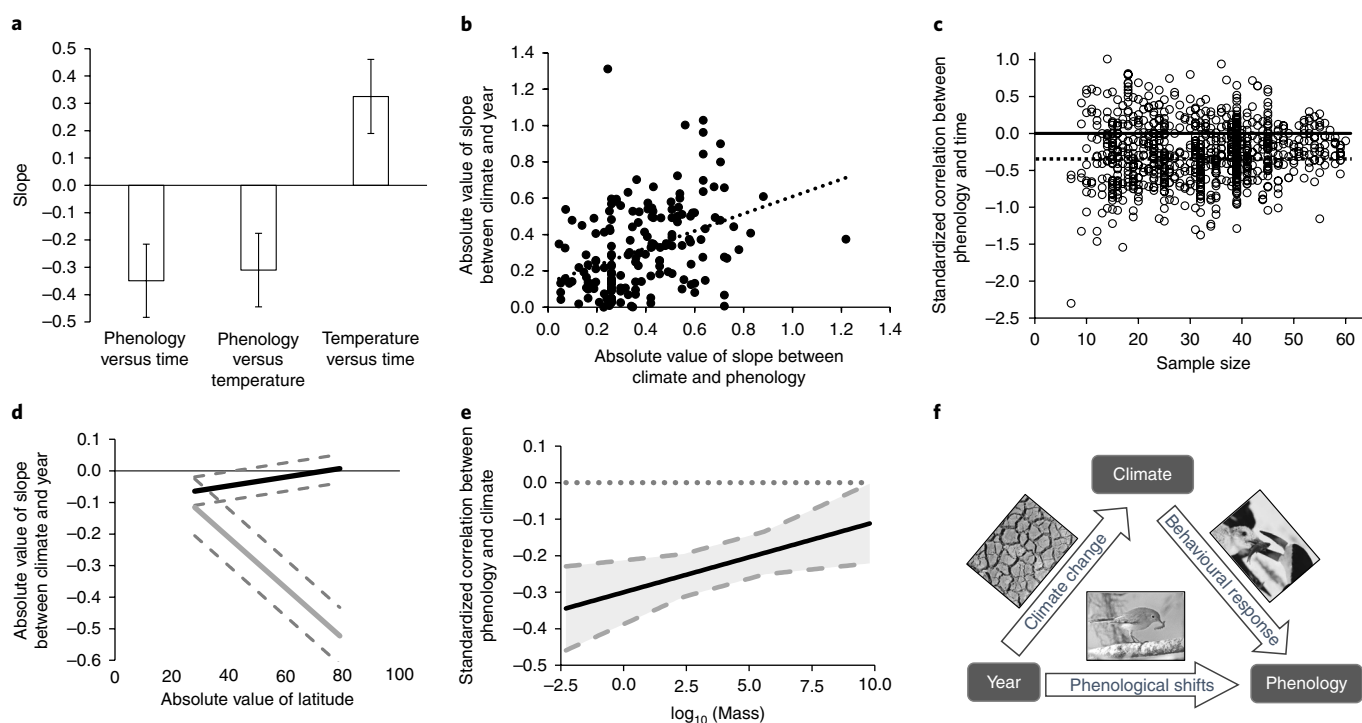 a
0.5
0.4
0.3
0.2
0.1
0.0
–0.1
–0.2
–0.3
–0.4
–0.5
Slope
Phenology
versus time
Phenology
versus
temperature
Temperature
versus time
b
1.4
1.2
1.0
0.8
0.6
0.4
0.2
0.0
Absolute value of slope
between climate and year
0.0 0.2 0.4 0.6 0.8 1.0 1.2 1.4
Absolute value of slope between
climate and phenology
c
1.0
0.5
0.0
–0.5
–1.0
–1.5
–2.0
–2.5
Standardized correlation between
phenology and time
0 10 20 30 40 50 60
Sample size
d
0.1
0.0
–0.1
–0.2
–0.3
–0.4
–0.5
–0.6
Absolute value of slope
between climate and year
0 20 40 60 80 100
Absolute value of latitude
e
0.1
0.0
–0.1
–0.2
–0.3
–0.4
–0.5
Standardized correlation between
phenology and climate
–2.5 0.0 2.5 5.0 7.5 10.0
log₁₀ (Mass)
f
Climate
Climate change
Behavioural response
Year
Phenological shifts
Phenology